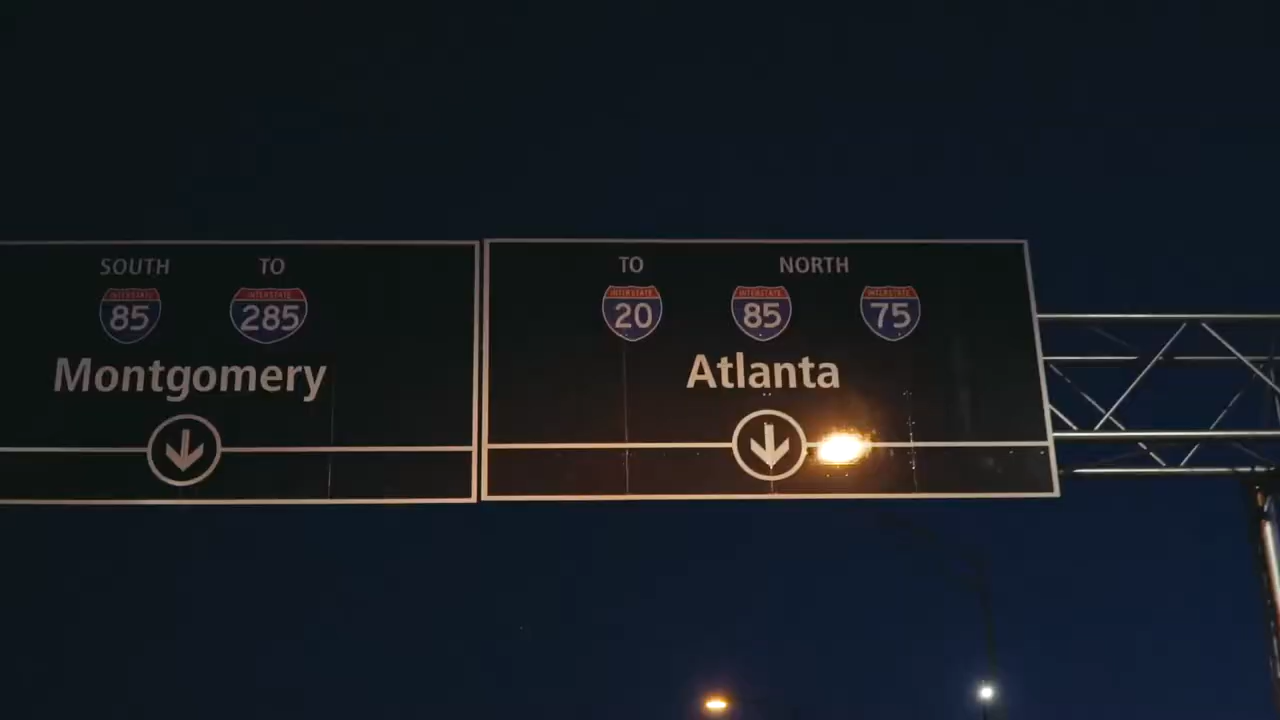 SOUTH TO
INTERSTATE 85 INTERSTATE 285
Montgomery
TO NORTH
INTERSTATE 20 INTERSTATE 85 INTERSTATE 75
Atlanta